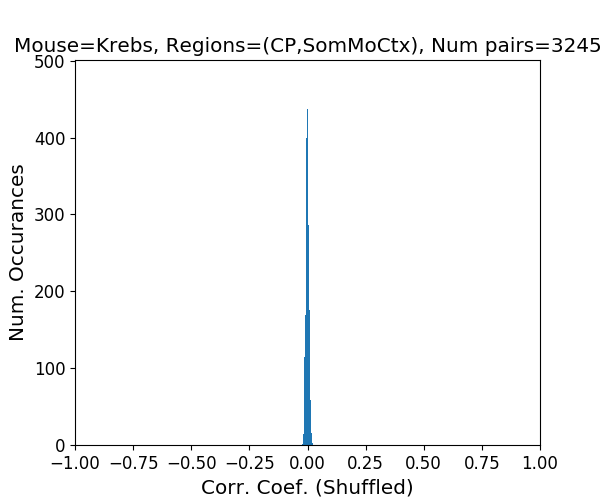 Mouse=Krebs, Regions=(CP,SomMoCtx), Num pairs=3245
500
400
300
200
100
0
Num. Occurances
−1.00 −0.75 −0.50 −0.25 0.00 0.25 0.50 0.75 1.00
Corr. Coef. (Shuffled)